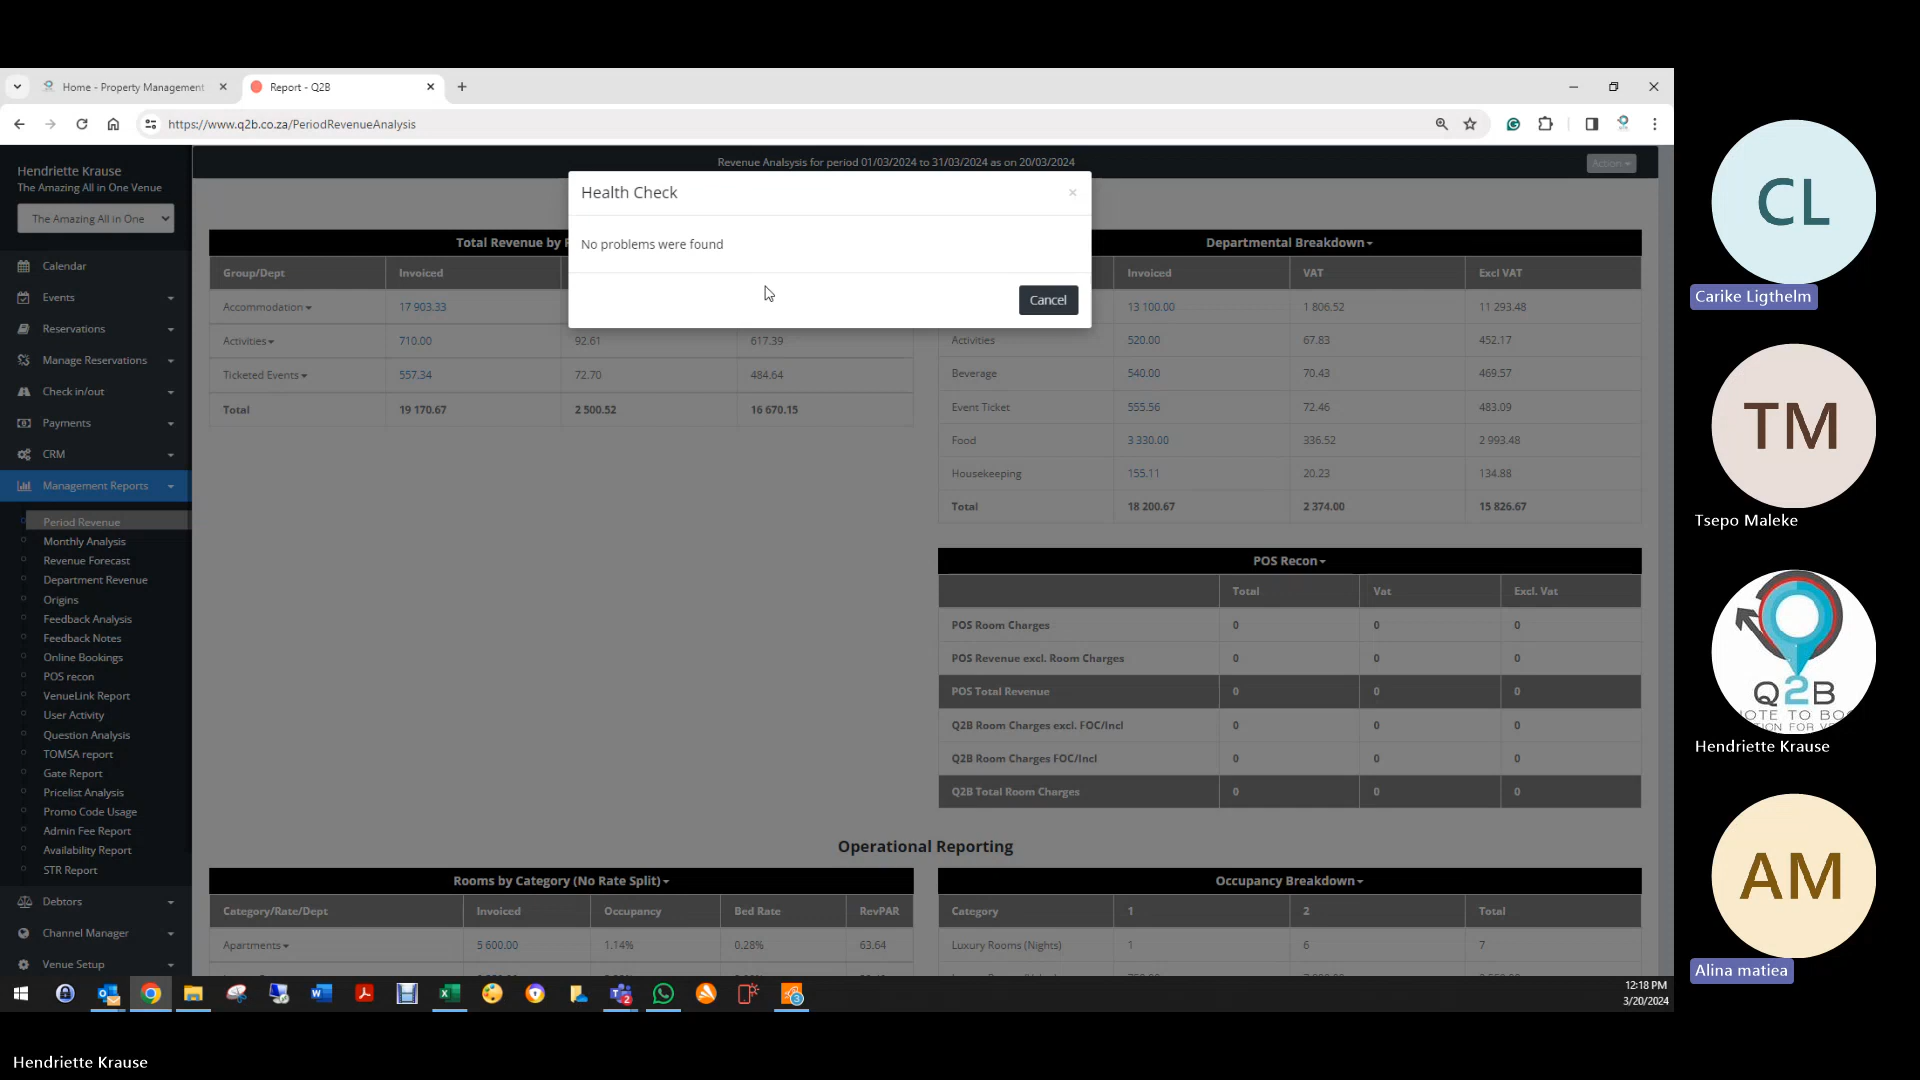 Home - Property Management
Report - Q2B
https://www.q2b.co.za/PeriodRevenueAnalysis
Hendriette Krause
The Amazing All in One Venue
The Amazing All in One
Calendar
Events
Reservations
Manage Reservations
Check in/out
Payments
CRM
Management Reports
Period Revenue
Monthly Analysis
Revenue Forecast
Department Revenue
Origins
Feedback Analysis
Feedback Notes
Online Bookings
POS recon
VenueLink Report
User Activity
Question Analysis
TOMSA report
Gate Report
Pricelist Analysis
Promo Code Usage
Admin Fee Report
Availability Report
STR Report
Debtors
Channel Manager
Venue Setup
Revenue Analsysis for period 01/03/2024 to 31/03/2024 as on 20/03/2024
Action
Health Check
No problems were found
Cancel
Total Revenue by
Group/Dept Invoiced
Accommodation 17 903.33
Activities 710.00 92.61 617.39
Ticketed Events 557.34 72.70 484.64
Total 19 170.67 2 500.52 16 670.15
Departmental Breakdown
Invoiced VAT Excl VAT
13 100.00 1 806.52 11 293.48
Activities 520.00 67.83 452.17
Beverage 540.00 70.43 469.57
Event Ticket 555.56 72.46 483.09
Food 3 330.00 336.52 2 993.48
Housekeeping 155.11 20.23 134.88
Total 18 200.67 2 374.00 15 826.67
POS Recon
Total Vat Excl. Vat
POS Room Charges 0 0 0
POS Revenue excl. Room Charges 0 0 0
POS Total Revenue 0 0 0
Q2B Room Charges excl. FOC/Incl 0 0 0
Q2B Room Charges FOC/Incl 0 0 0
Q2B Total Room Charges 0 0 0
Operational Reporting
Rooms by Category (No Rate Split)
Category/Rate/Dept Invoiced Occupancy Bed Rate RevPAR
Apartments 5 600.00 1.14% 0.28% 63.64
Occupancy Breakdown
Category 1 2 Total
Luxury Rooms (Nights) 1 6 7
12:18 PM
3/20/2024
CL
Carike Ligthelm
TM
Tsepo Maleke
Q2B
Hendriette Krause
AM
Alina matiea
Hendriette Krause